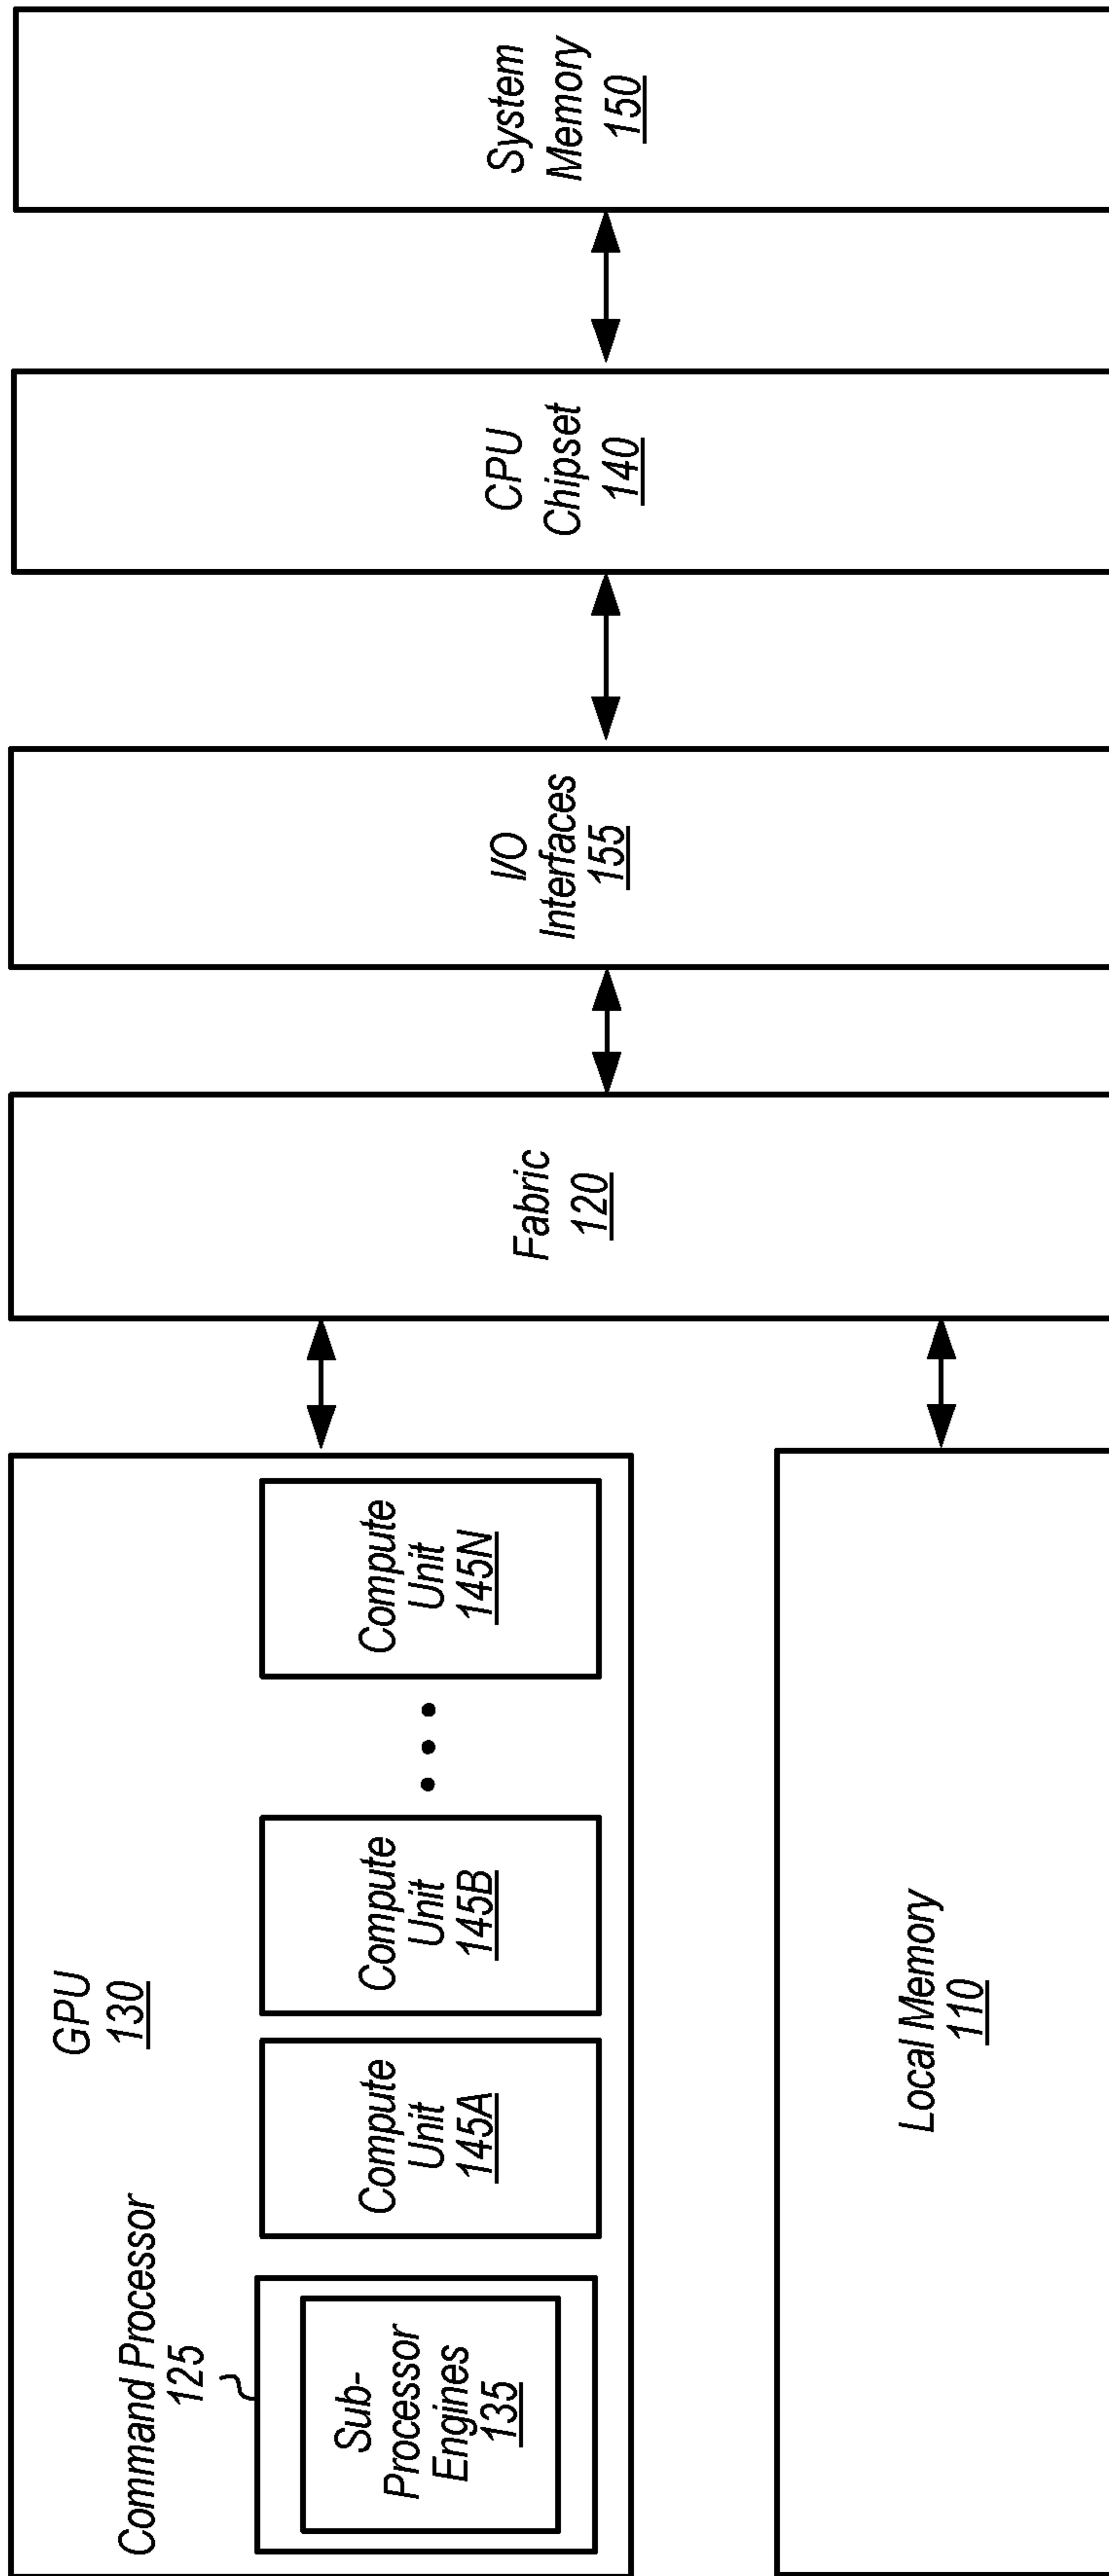 GPU
130
Command Processor
125
Sub-
Processor
Engines
135
Compute
Unit
145A
Compute
Unit
145B
Compute
Unit
145N
Local Memory
110
Fabric
120
I/O
Interfaces
155
CPU
Chipset
140
System
Memory
150